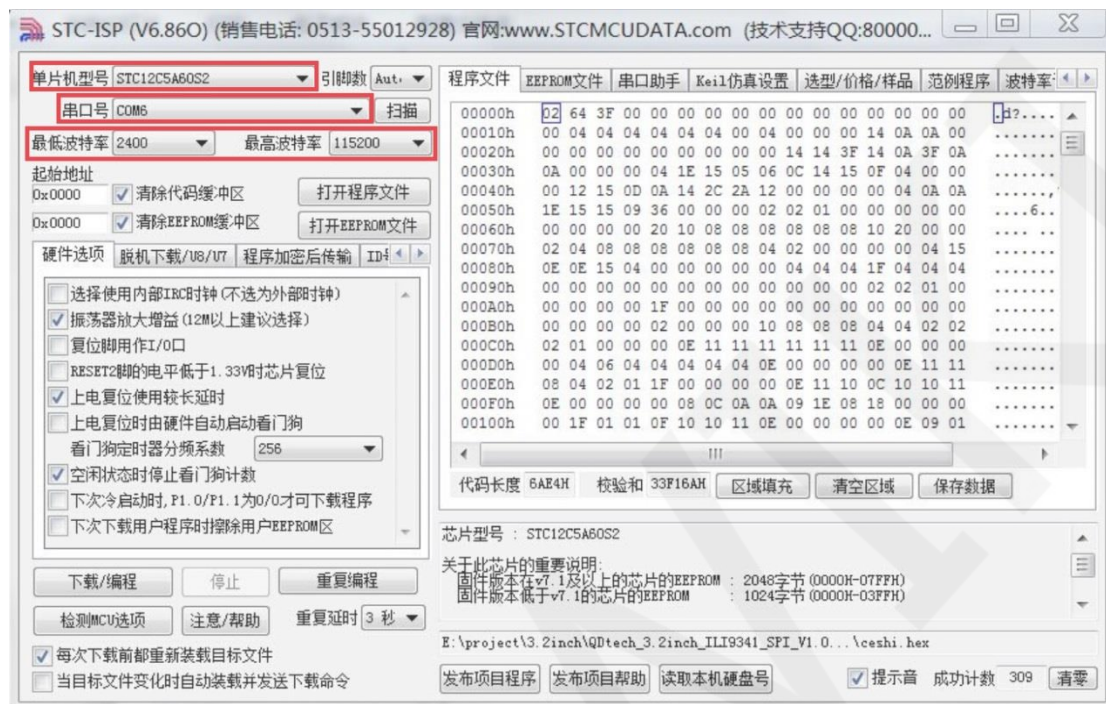 STC-ISP (V6.86O) (销售电话: 0513-55012928) 官网:www.STCMCUDATA.com (技术支持QQ:80000...
单片机型号 STC12C5A60S2 引脚数 Aut
串口号 COM6 扫描
最低波特率 2400 最高波特率 115200
起始地址
0x0000 清除代码缓冲区 打开程序文件
0x0000 清除EEPROM缓冲区 打开EEPROM文件
硬件选项 脱机下载/U8/U7 程序加密后传输
选择使用内部IRC时钟(不选为外部时钟)
振荡器放大增益(12M以上建议选择)
复位脚用作I/O口
RESET2脚的电平低于1.33V时芯片复位
上电复位使用较长延时
上电复位时由硬件自动启动看门狗
看门狗定时器分频系数 256
空闲状态时停止看门狗计数
下次冷启动时,P1.0/P1.1为0/0才可下载程序
下次下载用户程序时擦除用户EEPROM区
下载/编程 停止 重复编程
检测MCU选项 注意/帮助 重复延时 3 秒
每次下载前都重新装载目标文件
当目标文件变化时自动装载并发送下载命令
程序文件 EEPROM文件 串口助手 Keil仿真设置 选型/价格/样品 范例程序 波特率
00000h 02 64 3F 00 00 00 00 00 00 00 00 00 00 00 00 00 .d?....
00010h 00 04 04 04 04 04 04 00 04 00 00 00 14 0A 0A 00 .......
00020h 00 00 00 00 00 00 00 00 00 14 14 3F 14 0A 3F 0A .......
00030h 0A 00 00 00 04 1E 15 05 06 0C 14 15 0F 04 00 00 .......
00040h 00 12 15 0D 0A 14 2C 2A 12 00 00 00 00 04 0A 0A .......,
00050h 1E 15 15 09 36 00 00 00 02 02 01 00 00 00 00 00 ....6..
00060h 00 00 00 00 20 10 08 08 08 08 08 08 10 20 00 00 .......
00070h 02 04 08 08 08 08 08 08 04 02 00 00 00 00 04 15 .......
00080h 0E 0E 15 04 00 00 00 00 00 04 04 04 1F 04 04 04 .......
00090h 00 00 00 00 00 00 00 00 00 00 00 00 02 02 01 00 .......
000A0h 00 00 00 00 1F 00 00 00 00 00 00 00 00 00 00 00 .......
000B0h 00 00 00 00 02 00 00 00 10 08 08 08 04 04 02 02 .......
000C0h 02 01 00 00 00 0E 11 11 11 11 11 11 0E 00 00 00 .......
000D0h 00 04 06 04 04 04 04 04 0E 00 00 00 00 0E 11 11 .......
000E0h 08 04 02 01 1F 00 00 00 00 0E 11 10 0C 10 10 11 .......
000F0h 0E 00 00 00 00 08 0C 0A 0A 09 1E 08 18 00 00 00 .......
00100h 00 1F 01 01 0F 10 10 11 0E 00 00 00 00 0E 09 01 .......
代码长度 6AE4H 校验和 33F16AH 区域填充 清空区域 保存数据
芯片型号 : STC12C5A60S2
关于此芯片的重要说明:
固件版本在v7.1及以上的芯片的EEPROM : 2048字节(0000H-07FFH)
固件版本低于v7.1的芯片的EEPROM : 1024字节(0000H-03FFH)
E:\project\3.2inch\QDtech_3.2inch_ILI9341_SPI_V1.0...\ceshi.hex
发布项目程序 发布项目帮助 读取本机硬盘号 提示音 成功计数 309 清零